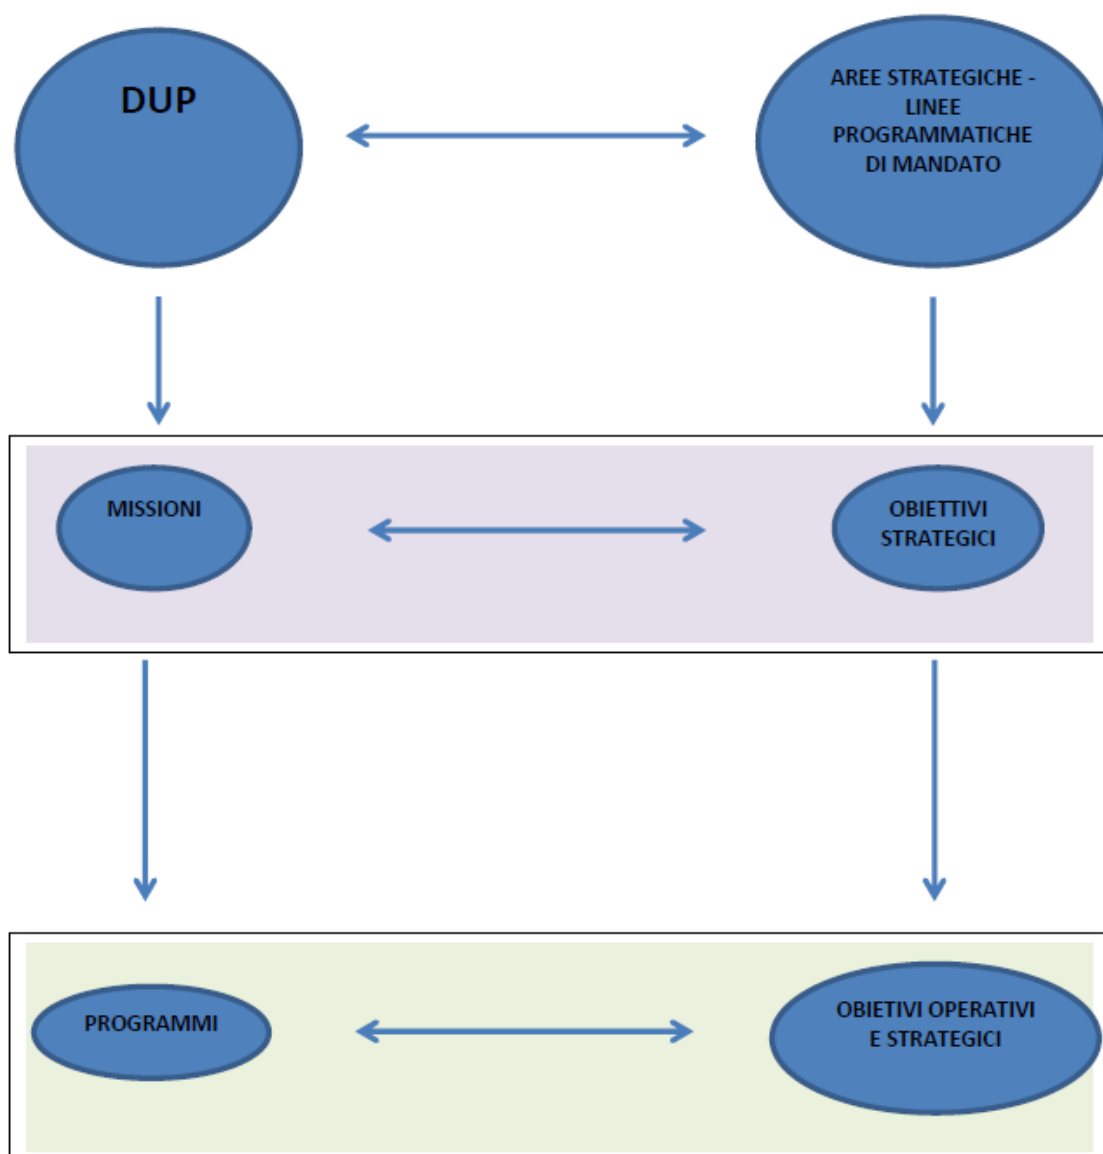 DUP
AREE STRATEGICHE -
LINEE
PROGRAMMATICHE
DI MANDATO
MISSIONI
OBIETTIVI
STRATEGICI
PROGRAMMI
OBIETIVI OPERATIVI
E STRATEGICI